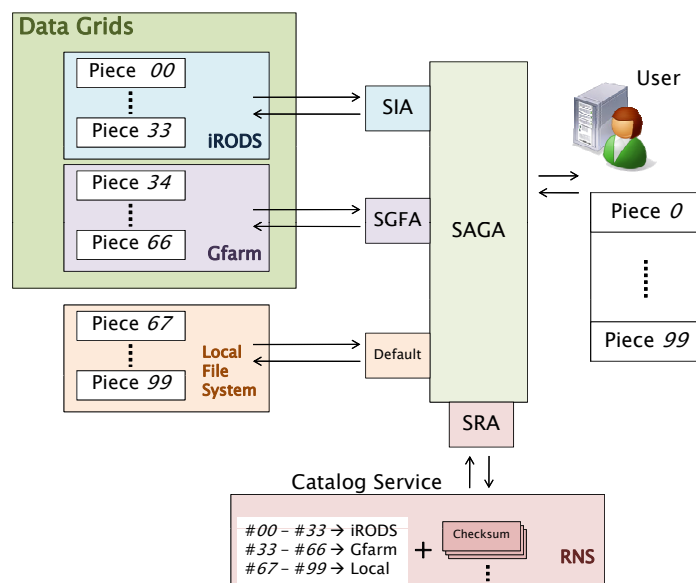 Data Grids
Piece 00
Piece 33
iRODS
Piece 34
Piece 66
Gfarm
Piece 67
Piece 99
Local
File
System
SIA
SGFA
Default
SAGA
SRA
User
Piece 0
Piece 99
Catalog Service
#00 – #33 → iRODS
#33 – #66 → Gfarm
#67 – #99 → Local
+
Checksum
RNS